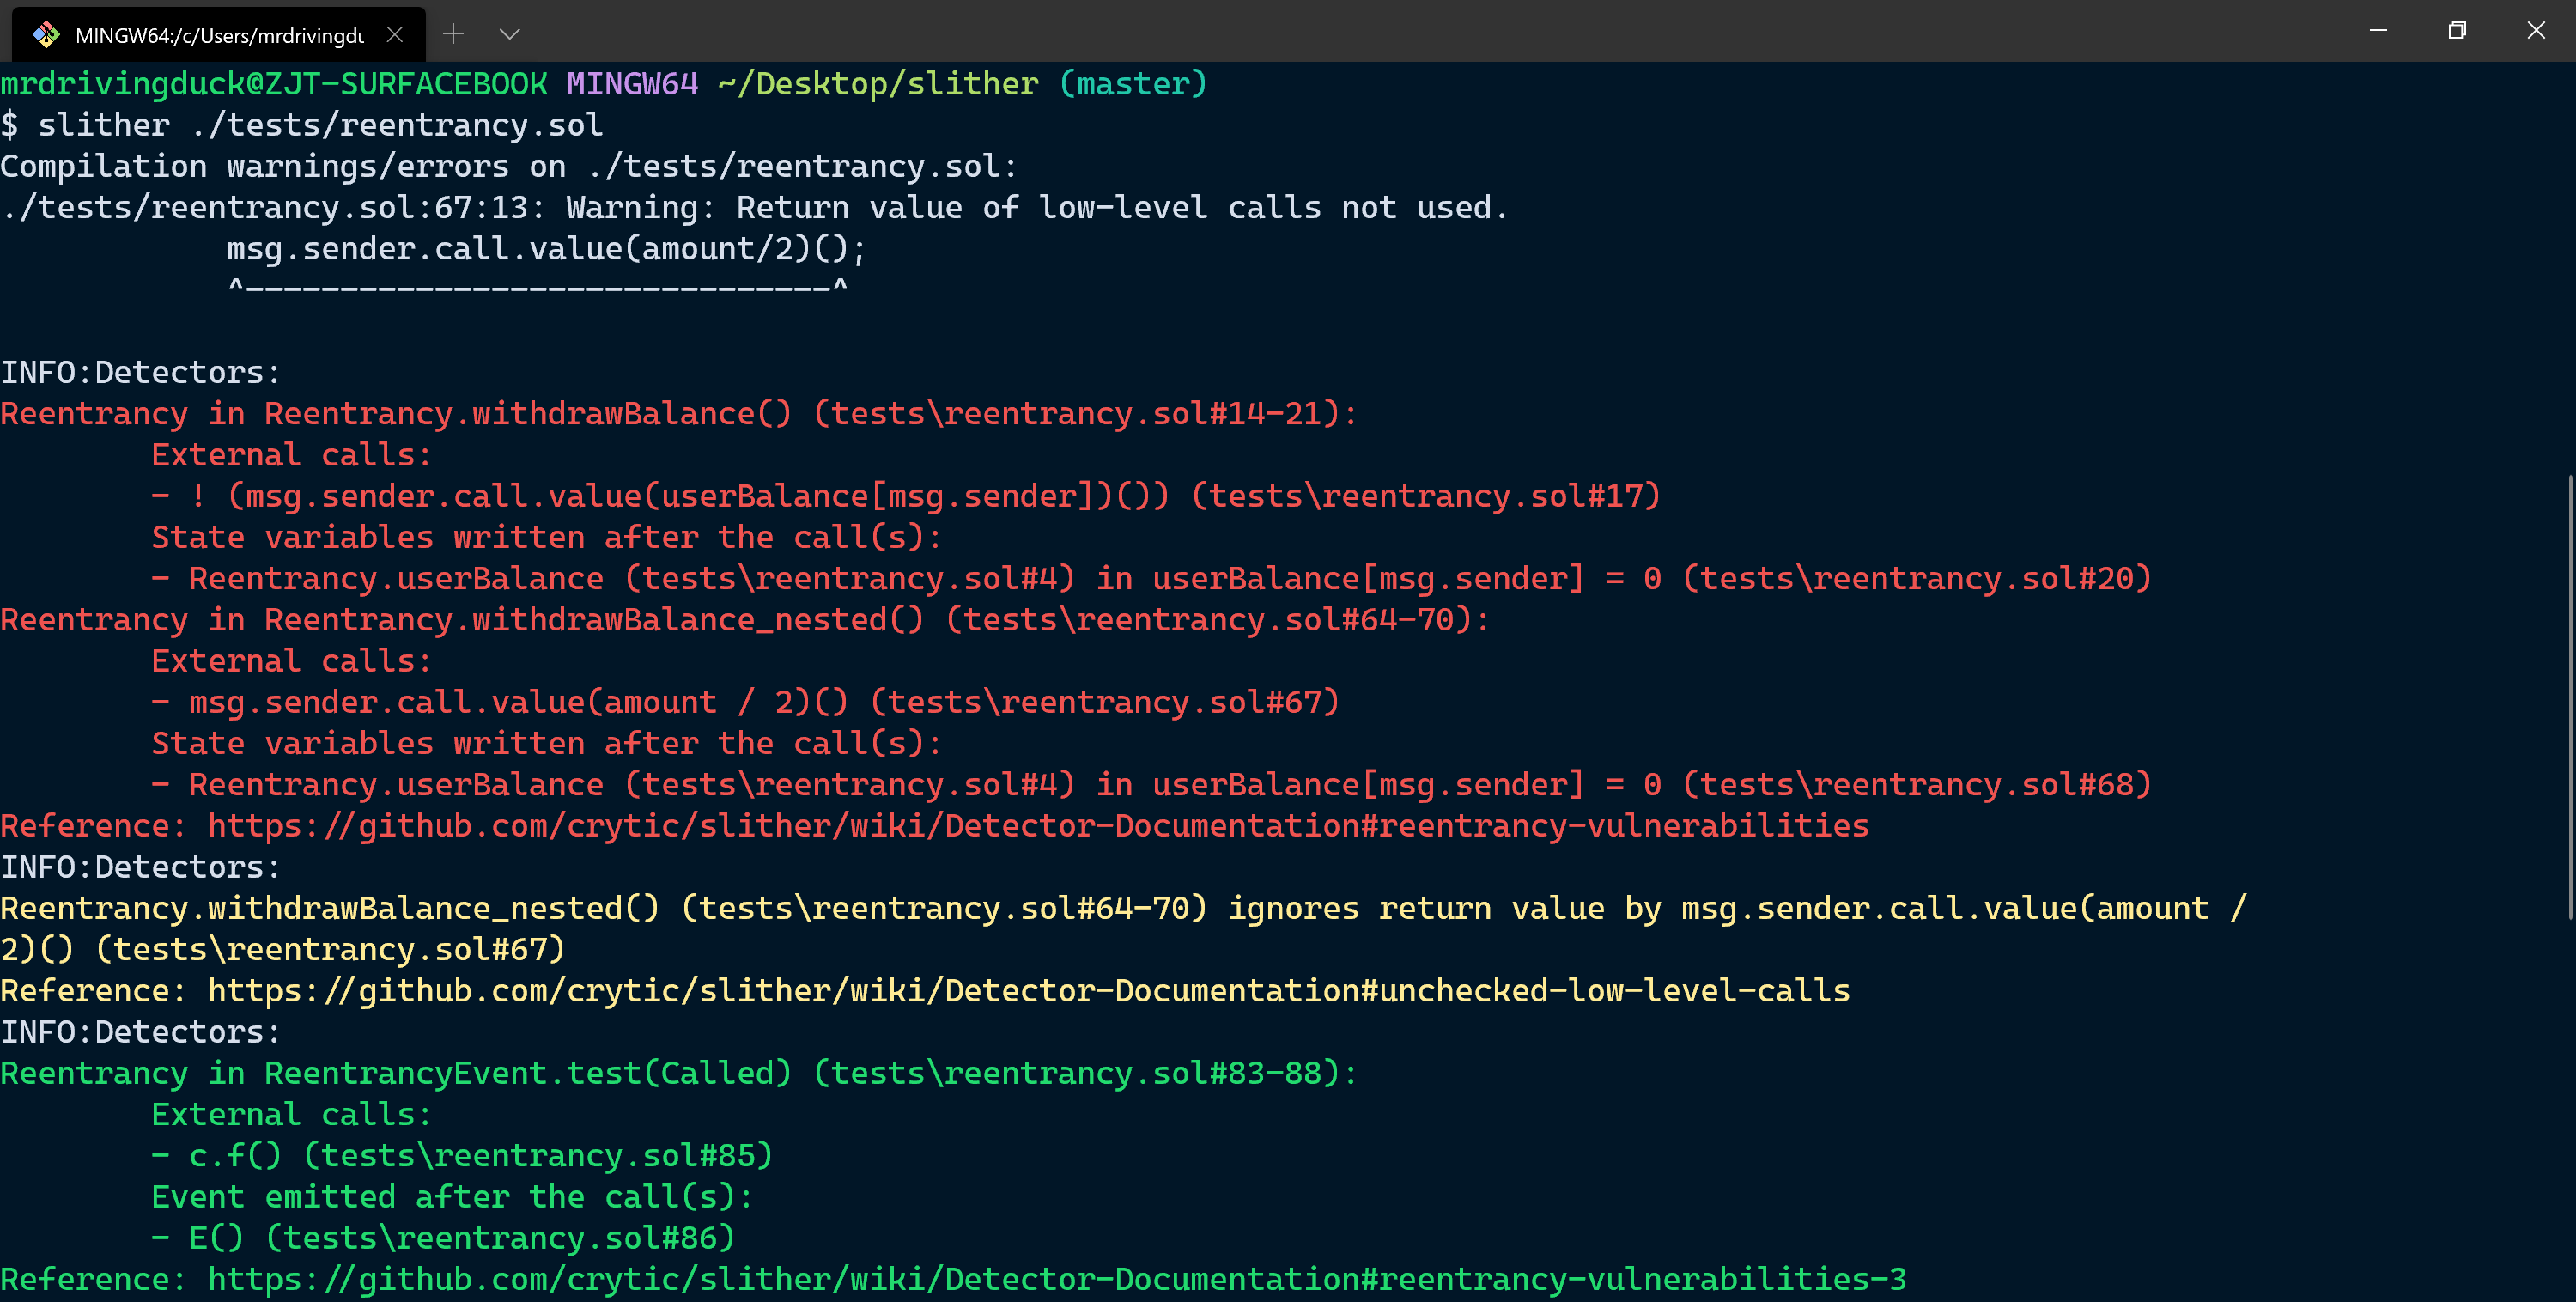 MINGW64:/c/Users/mrdrivingdu
mrdrivingduck@ZJT-SURFACEBOOK MINGW64 ~/Desktop/slither (master)
$ slither ./tests/reentrancy.sol
Compilation warnings/errors on ./tests/reentrancy.sol:
./tests/reentrancy.sol:67:13: Warning: Return value of low-level calls not used.
            msg.sender.call.value(amount/2)();
            ^-------------------------------^
INFO:Detectors:
Reentrancy in Reentrancy.withdrawBalance() (tests\reentrancy.sol#14-21):
        External calls:
        - ! (msg.sender.call.value(userBalance[msg.sender])()) (tests\reentrancy.sol#17)
        State variables written after the call(s):
        - Reentrancy.userBalance (tests\reentrancy.sol#4) in userBalance[msg.sender] = 0 (tests\reentrancy.sol#20)
Reentrancy in Reentrancy.withdrawBalance_nested() (tests\reentrancy.sol#64-70):
        External calls:
        - msg.sender.call.value(amount / 2)() (tests\reentrancy.sol#67)
        State variables written after the call(s):
        - Reentrancy.userBalance (tests\reentrancy.sol#4) in userBalance[msg.sender] = 0 (tests\reentrancy.sol#68)
Reference: https://github.com/crytic/slither/wiki/Detector-Documentation#reentrancy-vulnerabilities
INFO:Detectors:
Reentrancy.withdrawBalance_nested() (tests\reentrancy.sol#64-70) ignores return value by msg.sender.call.value(amount /
2)() (tests\reentrancy.sol#67)
Reference: https://github.com/crytic/slither/wiki/Detector-Documentation#unchecked-low-level-calls
INFO:Detectors:
Reentrancy in ReentrancyEvent.test(Called) (tests\reentrancy.sol#83-88):
        External calls:
        - c.f() (tests\reentrancy.sol#85)
        Event emitted after the call(s):
        - E() (tests\reentrancy.sol#86)
Reference: https://github.com/crytic/slither/wiki/Detector-Documentation#reentrancy-vulnerabilities-3